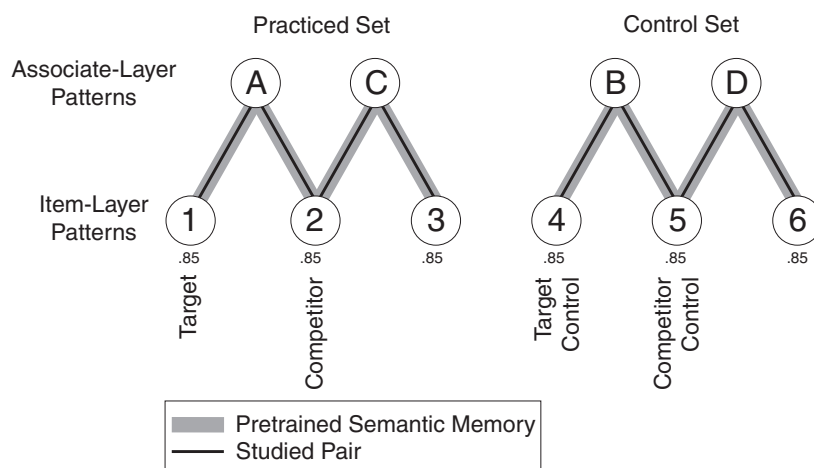 Practiced Set
Control Set
Associate-Layer
Patterns
A
C
B
D
Item-Layer
Patterns
1
2
3
4
5
6
.85
.85
.85
.85
.85
.85
Target
Competitor
Target
Control
Competitor
Control
Pretrained Semantic Memory
Studied Pair